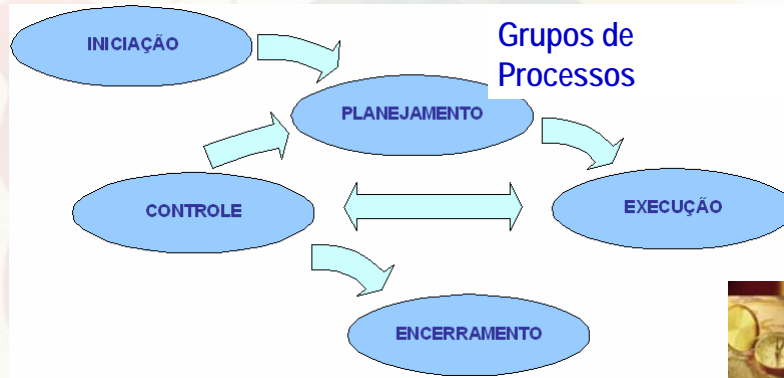 INICIAÇÃO
Grupos de
Processos
PLANEJAMENTO
CONTROLE
EXECUÇÃO
ENCERRAMENTO